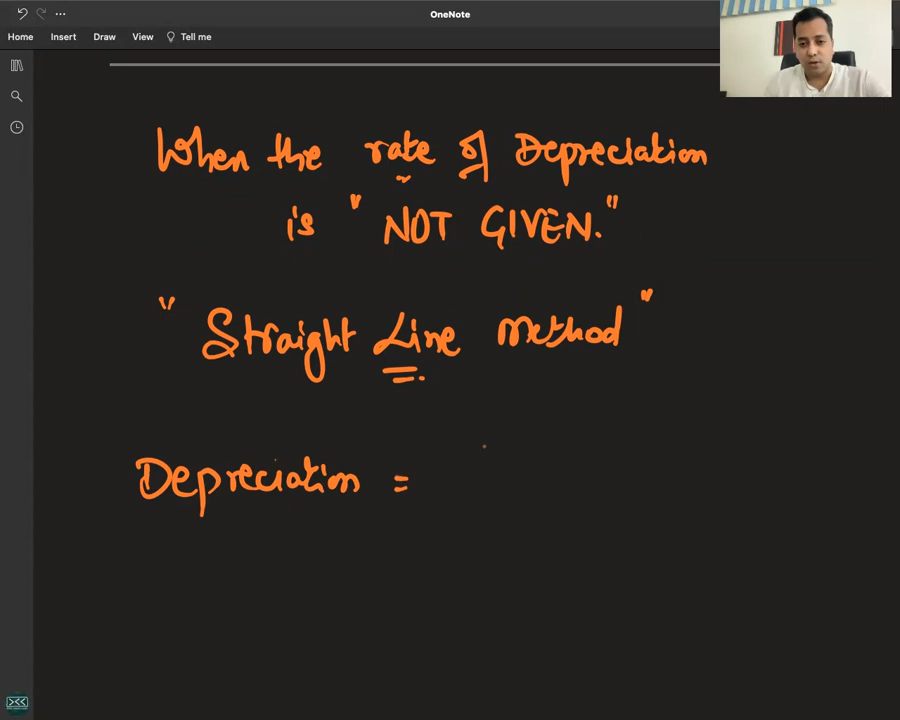 OneNote
Home Insert Draw View Tell me
When the rate of Depreciation
is "NOT GIVEN."
"Straight Line Method"
Depreciation =